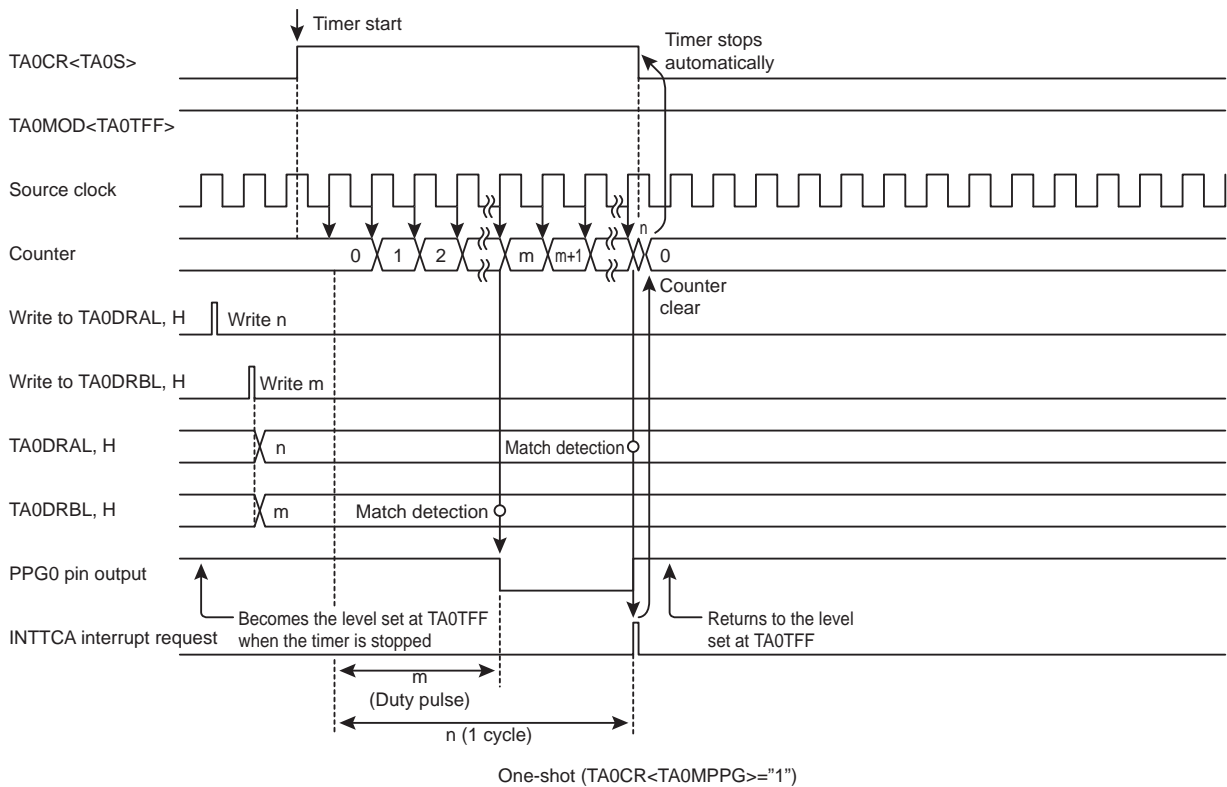 Timer start
TA0CR<TA0S>
Timer stops
automatically
TA0MOD<TA0TFF>
Source clock
Counter
0 1 2 m m+1 n 0
Counter
clear
Write to TA0DRAL, H
Write n
Write to TA0DRBL, H
Write m
TA0DRAL, H
n
Match detection
TA0DRBL, H
m
Match detection
PPG0 pin output
Becomes the level set at TA0TFF
when the timer is stopped
Returns to the level
set at TA0TFF
INTTCA interrupt request
m
(Duty pulse)
n (1 cycle)
One-shot (TA0CR<TA0MPPG>=”1”)